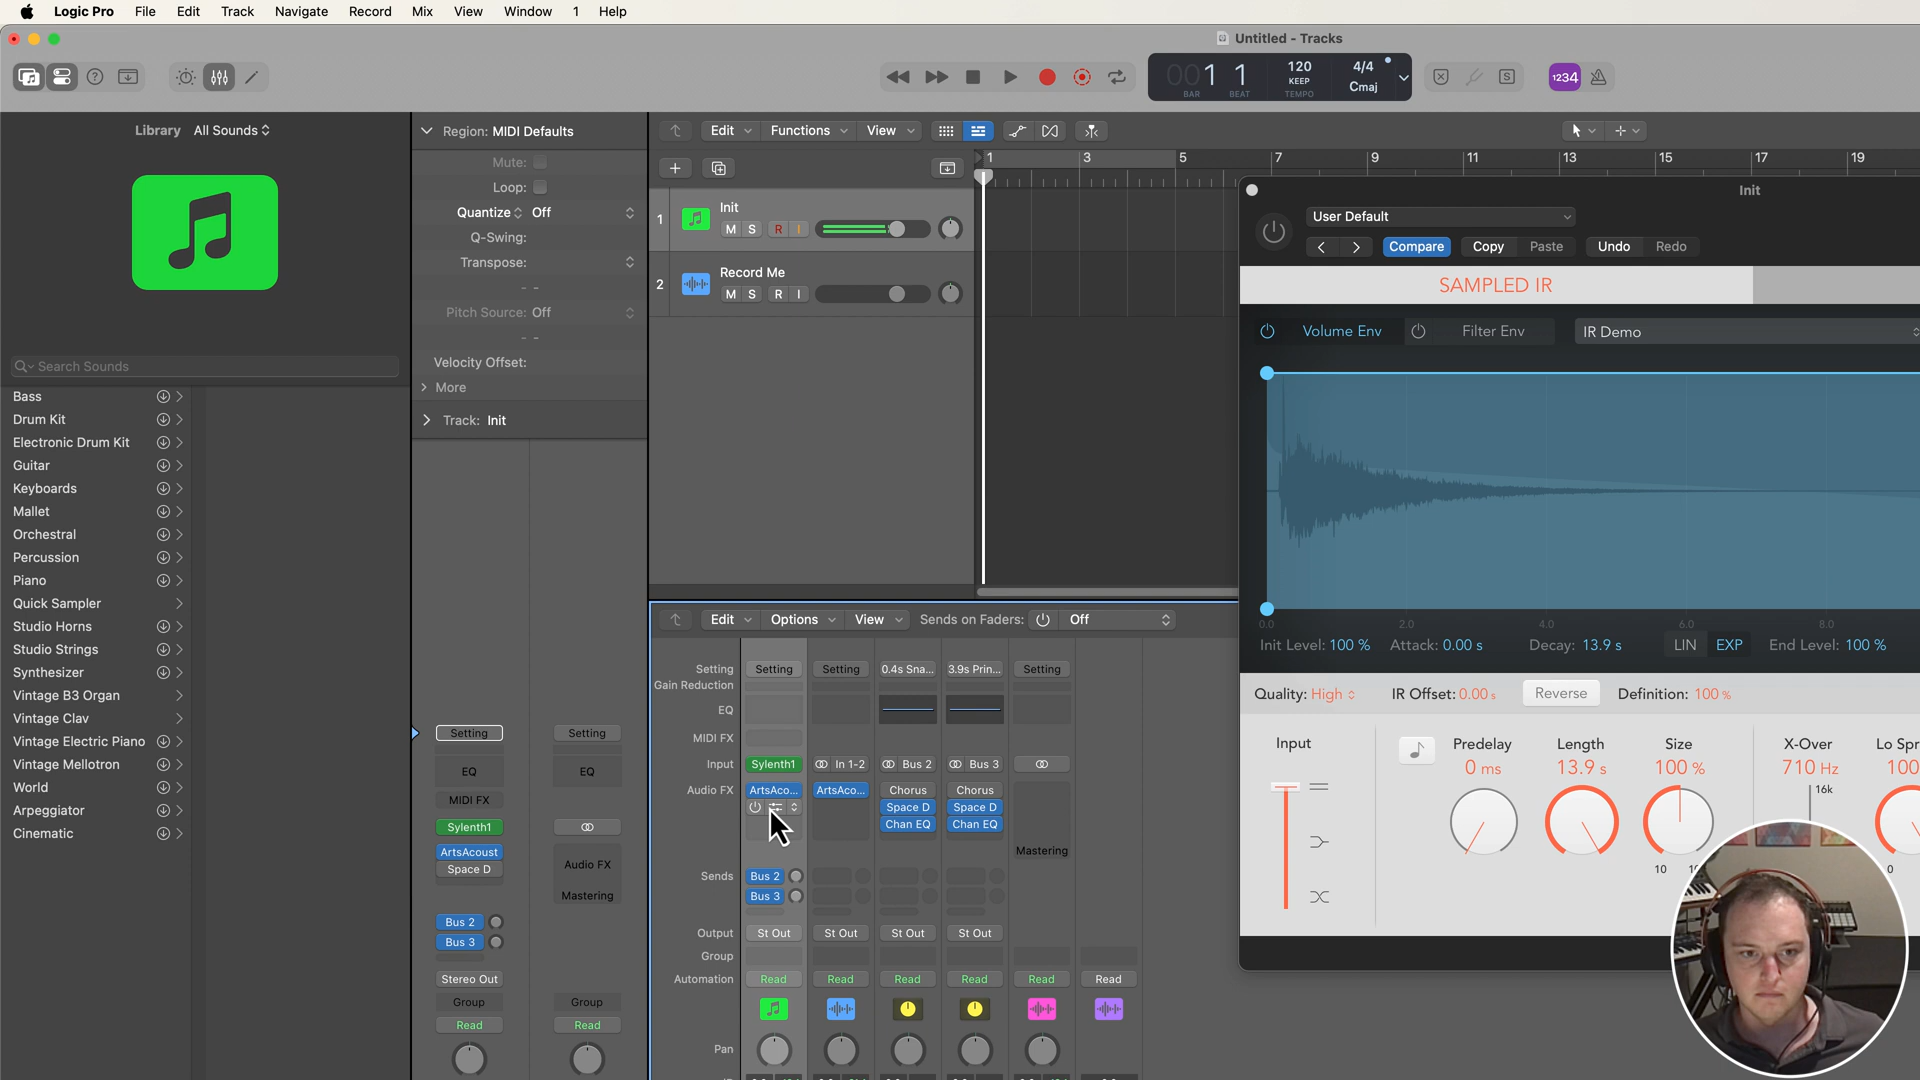 Logic Pro File Edit Track Navigate Record Mix View Window 1 Help
Untitled - Tracks
001 1 120 4/4
KEEP Cmaj
BAR BEAT TEMPO
1234
Library All Sounds
Region: MIDI Defaults
Edit Functions View
Mute:
Loop:
Quantize Off
Q-Swing:
Transpose:
Pitch Source: Off
Velocity Offset:
More
Track: Init
1 3 5 7 9 11 13 15 17 19
1 Init
M S R I
2 Record Me
M S R I
Search Sounds
Bass
Drum Kit
Electronic Drum Kit
Guitar
Keyboards
Mallet
Orchestral
Percussion
Piano
Quick Sampler
Studio Horns
Studio Strings
Synthesizer
Vintage B3 Organ
Vintage Clav
Vintage Electric Piano
Vintage Mellotron
World
Arpeggiator
Cinematic
Setting Setting
EQ EQ
MIDI FX
Sylenth1
ArtsAcoust
Space D
Audio FX
Mastering
Bus 2
Bus 3
Stereo Out
Group Group
Read Read
Edit Options View Sends on Faders: Off
Setting Setting Setting 0.4s Sna... 3.9s Prin... Setting
Gain Reduction
EQ
MIDI FX
Input Sylenth1 In 1-2 Bus 2 Bus 3
Audio FX ArtsAco... ArtsAco... Chorus Chorus
Space D Space D
Chan EQ Chan EQ
Mastering
Sends Bus 2
Bus 3
Output St Out St Out St Out St Out
Group
Automation Read Read Read Read Read Read
Pan
Init
User Default
Compare Copy Paste Undo Redo
SAMPLED IR
Volume Env Filter Env IR Demo
0.0 2.0 4.0 6.0 8.0
Init Level: 100 % Attack: 0.00 s Decay: 13.9 s LIN EXP End Level: 100 %
Quality: High IR Offset: 0.00 s Reverse Definition: 100 %
Input Predelay Length Size X-Over Lo Spr
0 ms 13.9 s 100 % 710 Hz 100
16k
10
0